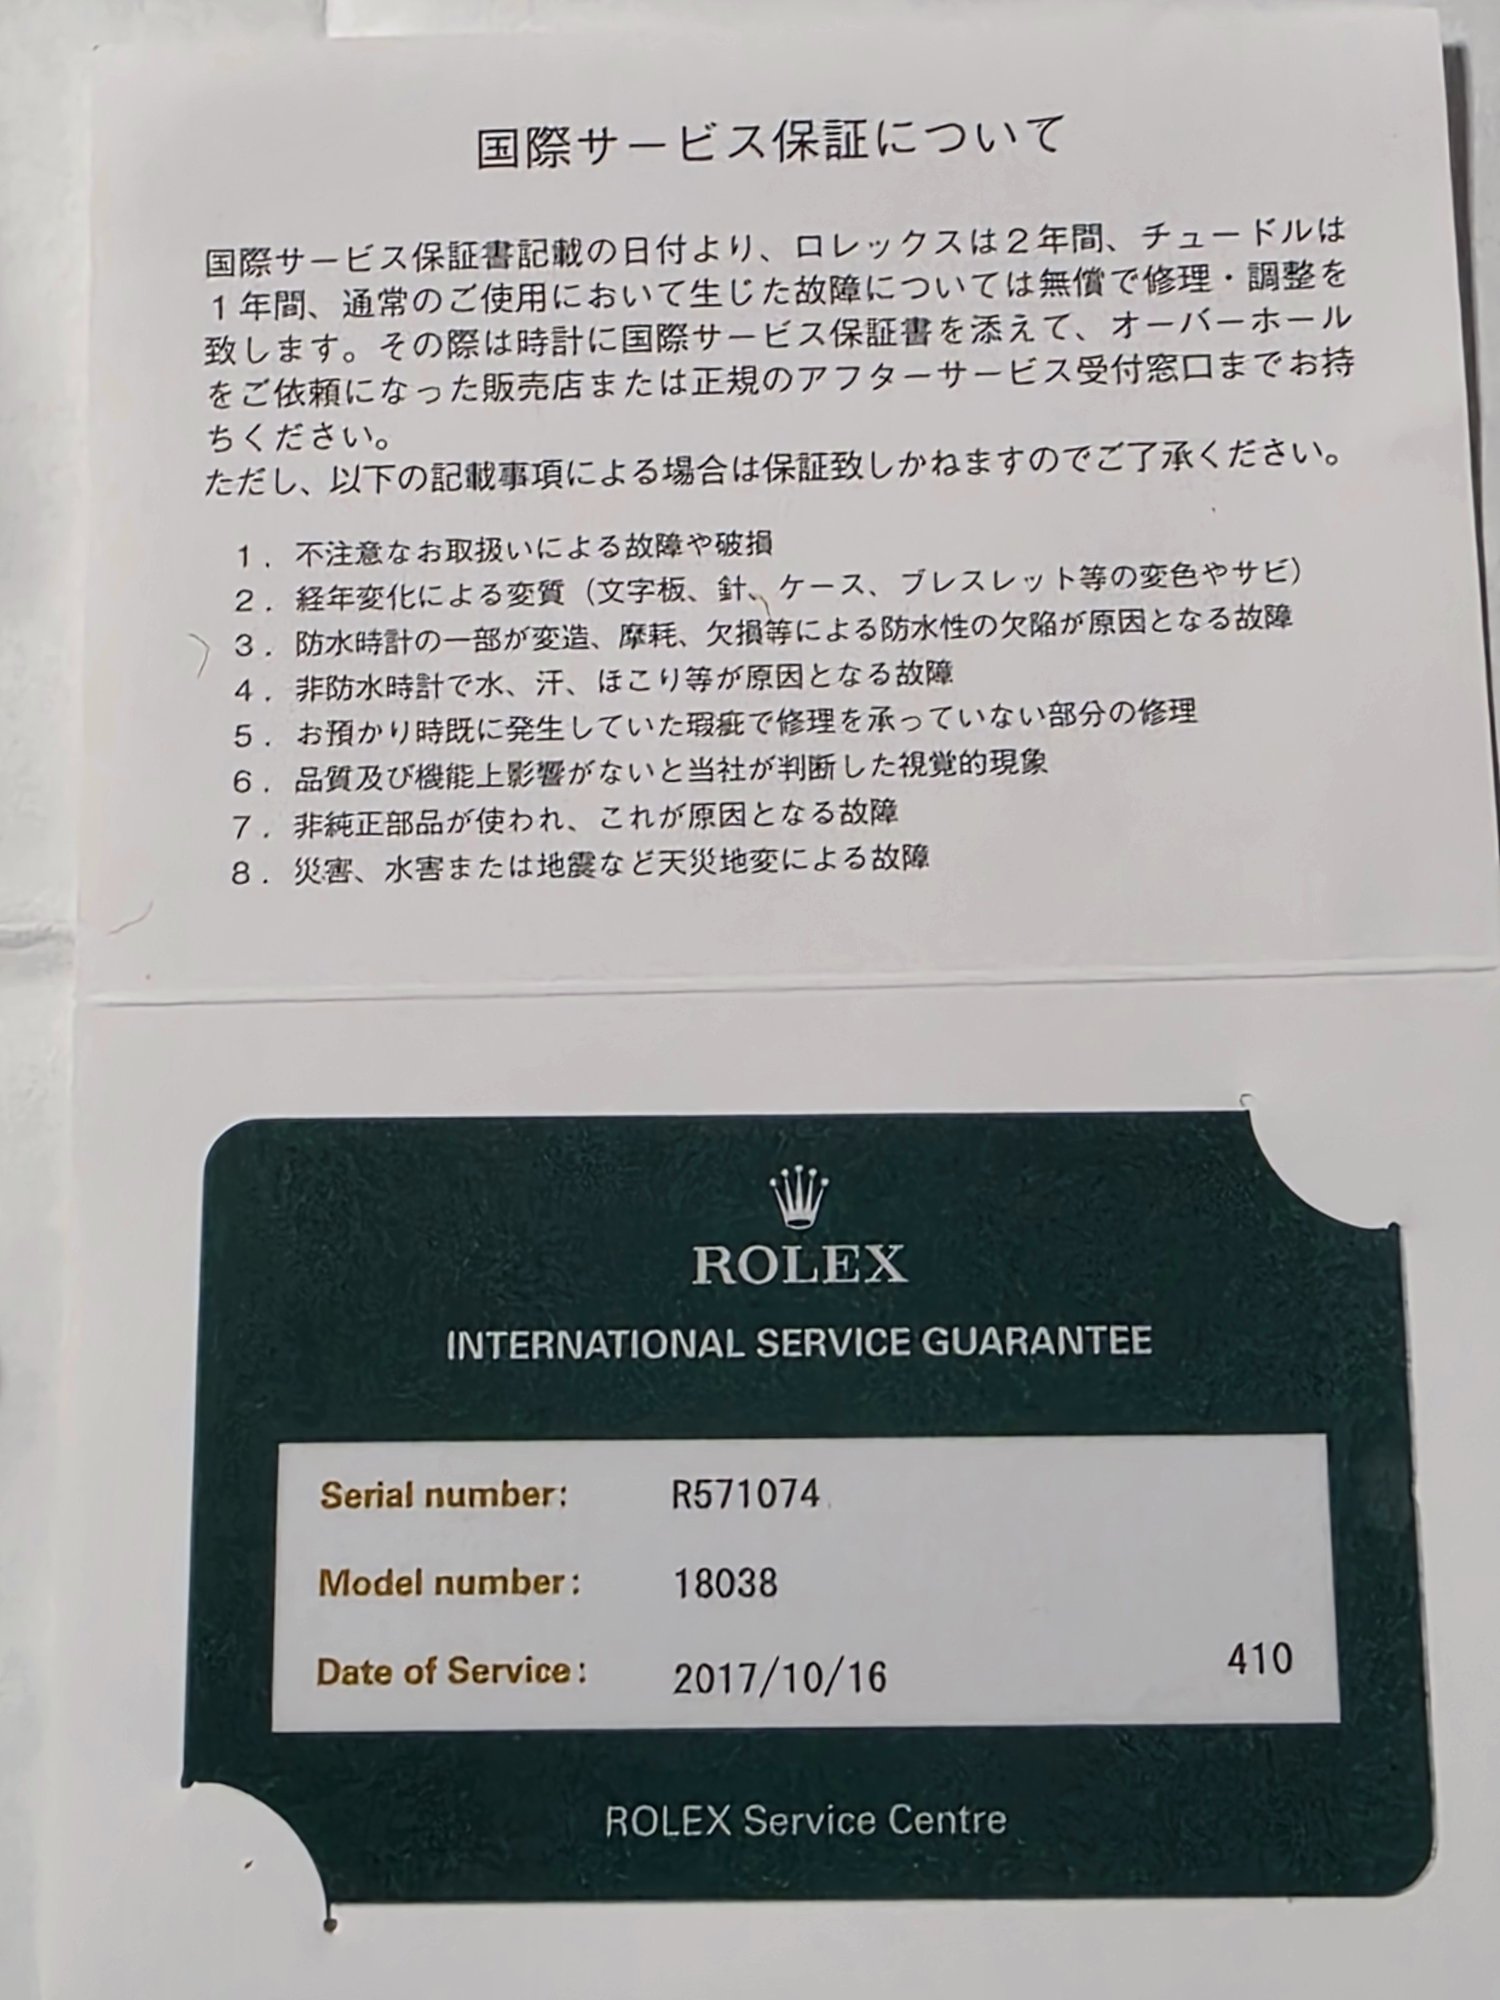 国際サービス保証について
国際サービス保証書記載の日付より、ロレックスは２年間、チュードルは
１年間、通常のご使用において生じた故障については無償で修理・調整を
致します。その際は時計に国際サービス保証書を添えて、オーバーホール
をご依頼になった販売店または正規のアフターサービス受付窓口までお持
ちください。
ただし、以下の記載事項による場合は保証致しかねますのでご了承ください。
１．不注意なお取扱いによる故障や破損
２．経年変化による変質（文字板、針、ケース、ブレスレット等の変色やサビ）
３．防水時計の一部が変造、摩耗、欠損等による防水性の欠陥が原因となる故障
４．非防水時計で水、汗、ほこり等が原因となる故障
５．お預かり時既に発生していた瑕疵で修理を承っていない部分の修理
６．品質及び機能上影響がないと当社が判断した視覚的現象
７．非純正部品が使われ、これが原因となる故障
８．災害、水害または地震など天災地変による故障
ROLEX
INTERNATIONAL SERVICE GUARANTEE
Serial number: R571074
Model number: 18038
Date of Service: 2017/10/16 410
ROLEX Service Centre